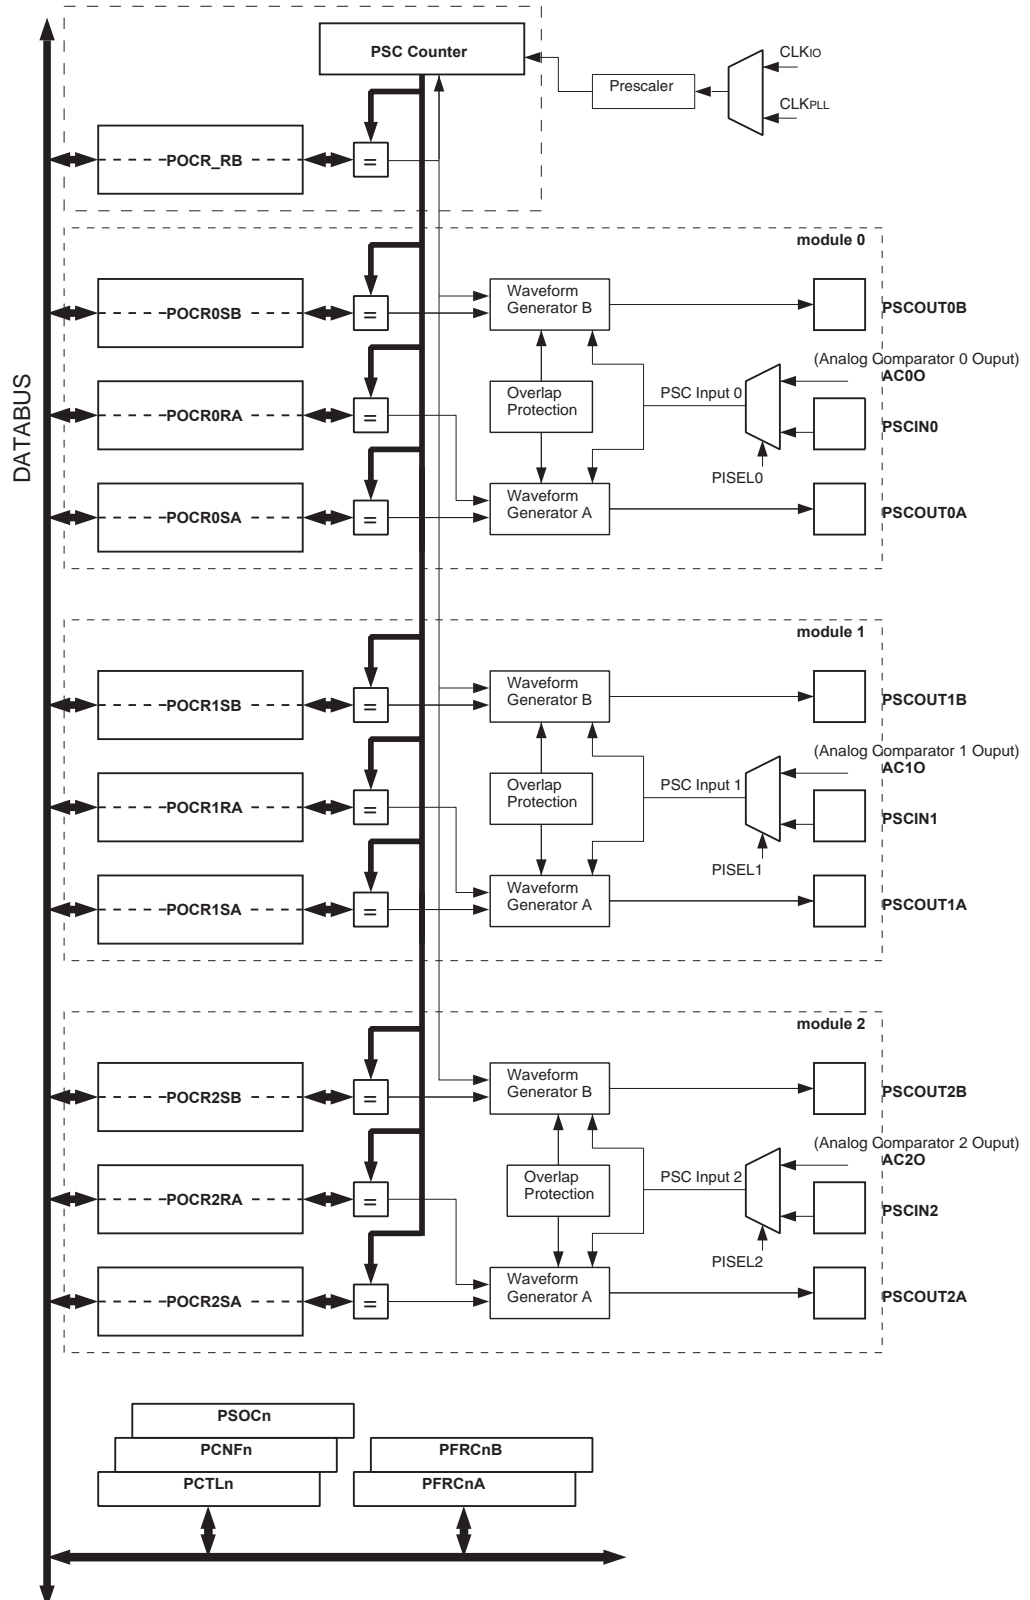 PSC Counter
CLKIO
Prescaler
CLKPLL
POCR_RB
=
module 0
POCR0SB
=
Waveform
Generator B
PSCOUT0B
(Analog Comparator 0 Ouput)
AC0O
POCR0RA
=
Overlap
Protection
PSC Input 0
PSCIN0
PISEL0
POCR0SA
=
Waveform
Generator A
PSCOUT0A
DATABUS
module 1
POCR1SB
=
Waveform
Generator B
PSCOUT1B
(Analog Comparator 1 Ouput)
AC1O
POCR1RA
=
Overlap
Protection
PSC Input 1
PSCIN1
PISEL1
POCR1SA
=
Waveform
Generator A
PSCOUT1A
module 2
POCR2SB
=
Waveform
Generator B
PSCOUT2B
(Analog Comparator 2 Ouput)
AC2O
POCR2RA
=
Overlap
Protection
PSC Input 2
PSCIN2
PISEL2
POCR2SA
=
Waveform
Generator A
PSCOUT2A
PSOCn
PCNFn
PCTLn
PFRCnB
PFRCnA